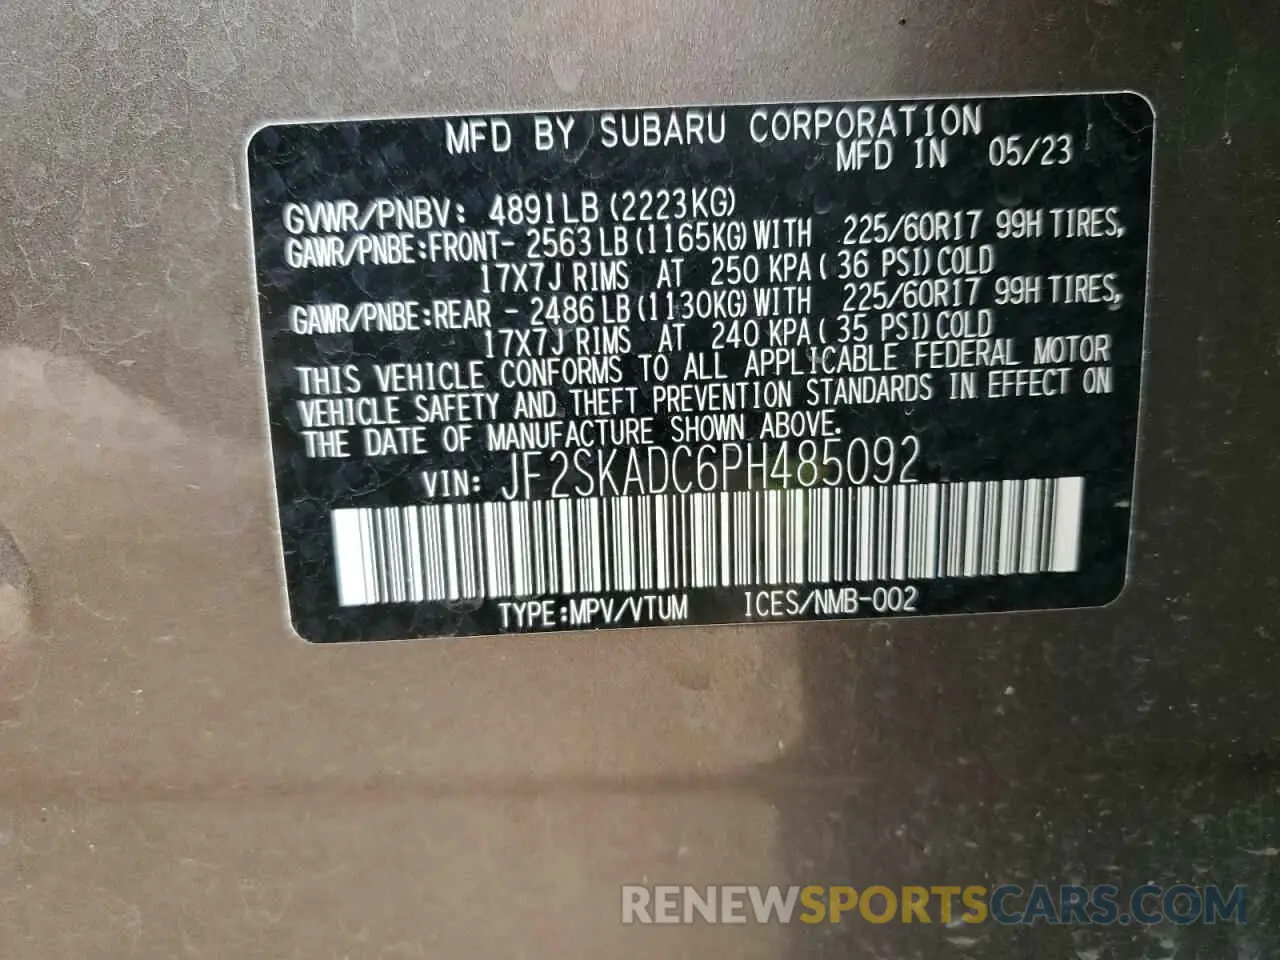 MFD BY SUBARU CORPORATION
MFD IN 05/23
GVWR/PNBV: 4891LB (2223KG)
GAWR/PNBE:FRONT- 2563 LB (1165KG) WITH 225/60R17 99H TIRES,
17X7J RIMS AT 250 KPA ( 36 PSI) COLD
GAWR/PNBE:REAR - 2486 LB (1130KG) WITH 225/60R17 99H TIRES,
17X7J RIMS AT 240 KPA ( 35 PSI) COLD
THIS VEHICLE CONFORMS TO ALL APPLICABLE FEDERAL MOTOR
VEHICLE SAFETY AND THEFT PREVENTION STANDARDS IN EFFECT ON
THE DATE OF MANUFACTURE SHOWN ABOVE.
VIN: JF2SKADC6PH485092
TYPE:MPV/VTUM ICES/NMB-002
RENEWSPORTSCARS.COM